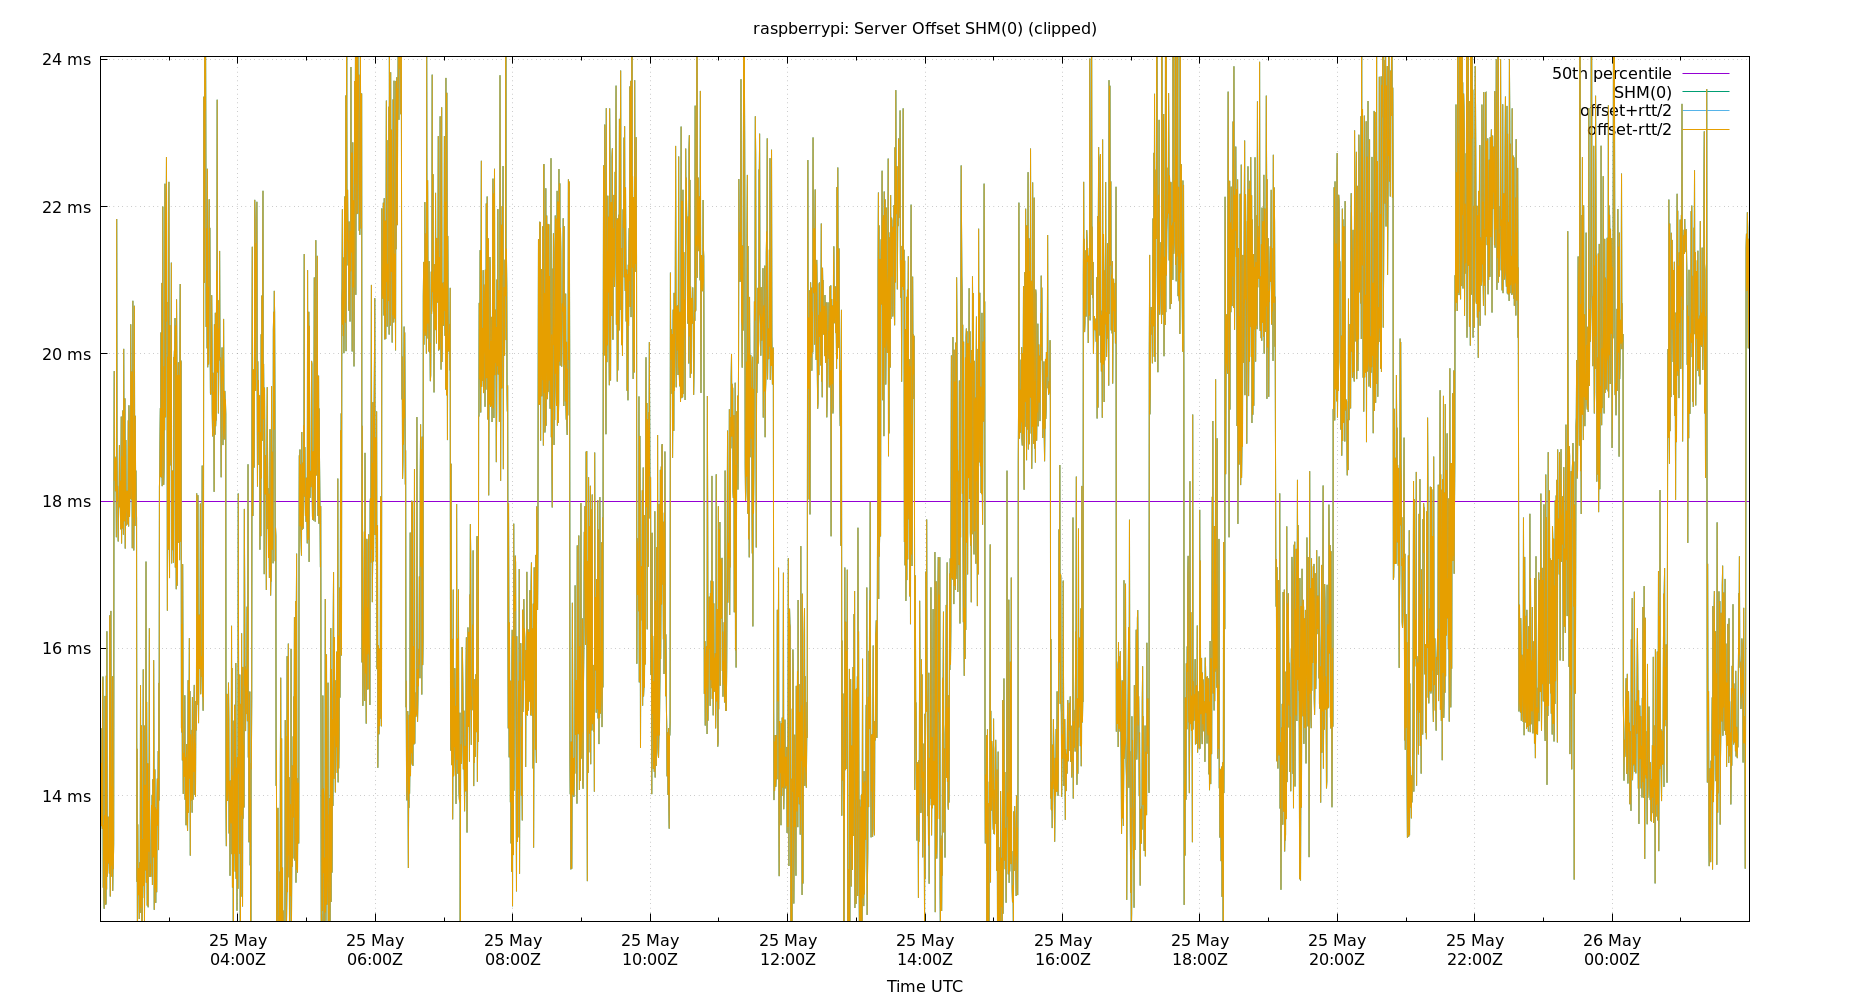 raspberrypi: Server Offset SHM(0) (clipped)
24 ms
22 ms
20 ms
18 ms
16 ms
14 ms
50th percentile
SHM(0)
offset+rtt/2
offset-rtt/2
25 May
04:00Z
25 May
06:00Z
25 May
08:00Z
25 May
10:00Z
25 May
12:00Z
25 May
14:00Z
25 May
16:00Z
25 May
18:00Z
25 May
20:00Z
25 May
22:00Z
26 May
00:00Z
Time UTC